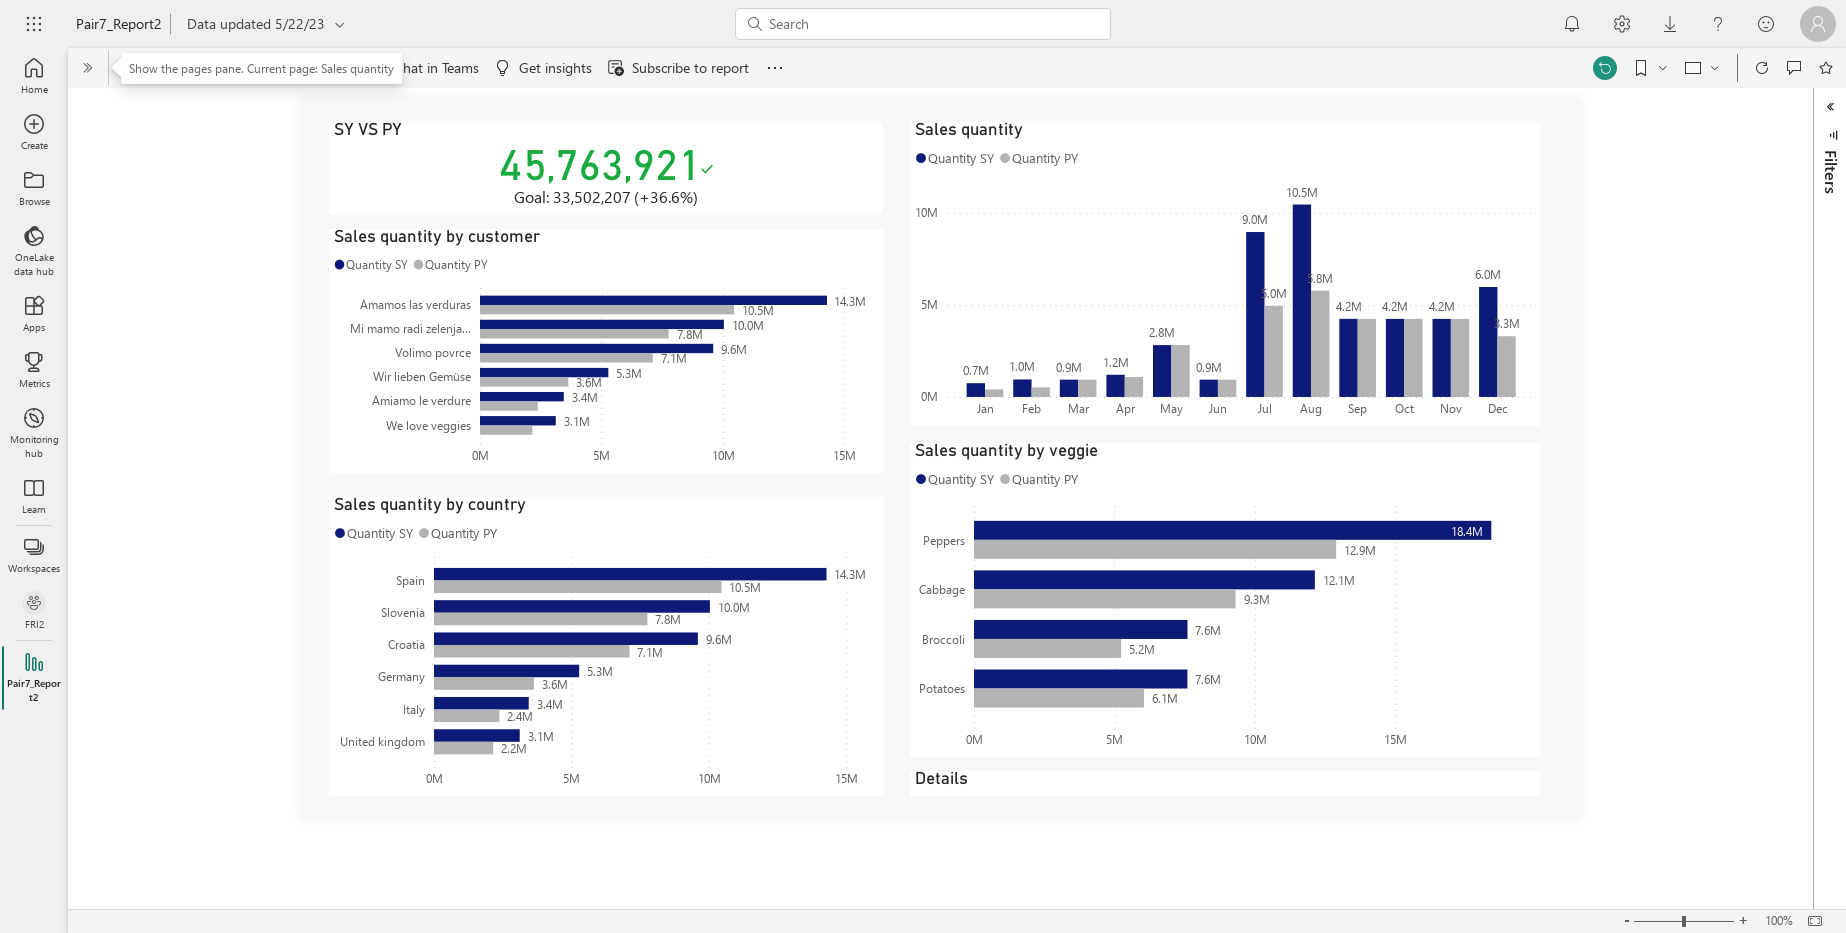 Pair7_Report2
Data updated 5/22/23
Search
Show the pages pane. Current page: Sales quantity
hat in Teams
Get insights
Subscribe to report
Home
Create
Browse
OneLake
data hub
Apps
Metrics
Monitoring
hub
Learn
Workspaces
FRI2
Pair7_Repor
t2
SY VS PY
45,763,921
Goal: 33,502,207 (+36.6%)
Sales quantity by customer
Quantity SY Quantity PY
Amamos las verduras 14.3M
10.5M
Mi mamo radi zelenja... 10.0M
7.8M
Volimo povrce 9.6M
7.1M
Wir lieben Gemüse 5.3M
3.6M
Amiamo le verdure 3.4M
We love veggies 3.1M
0M 5M 10M 15M
Sales quantity by country
Quantity SY Quantity PY
Spain 14.3M
10.5M
Slovenia 10.0M
7.8M
Croatia 9.6M
7.1M
Germany 5.3M
3.6M
Italy 3.4M
2.4M
United kingdom 3.1M
2.2M
0M 5M 10M 15M
Sales quantity
Quantity SY Quantity PY
10M
5M
0M
0.7M 1.0M 0.9M 1.2M 2.8M 0.9M 9.0M 5.0M 10.5M 5.8M 4.2M 4.2M 4.2M 6.0M 3.3M
Jan Feb Mar Apr May Jun Jul Aug Sep Oct Nov Dec
Sales quantity by veggie
Quantity SY Quantity PY
Peppers 18.4M
12.9M
Cabbage 12.1M
9.3M
Broccoli 7.6M
5.2M
Potatoes 7.6M
6.1M
0M 5M 10M 15M
Details
Filters
- + 100%